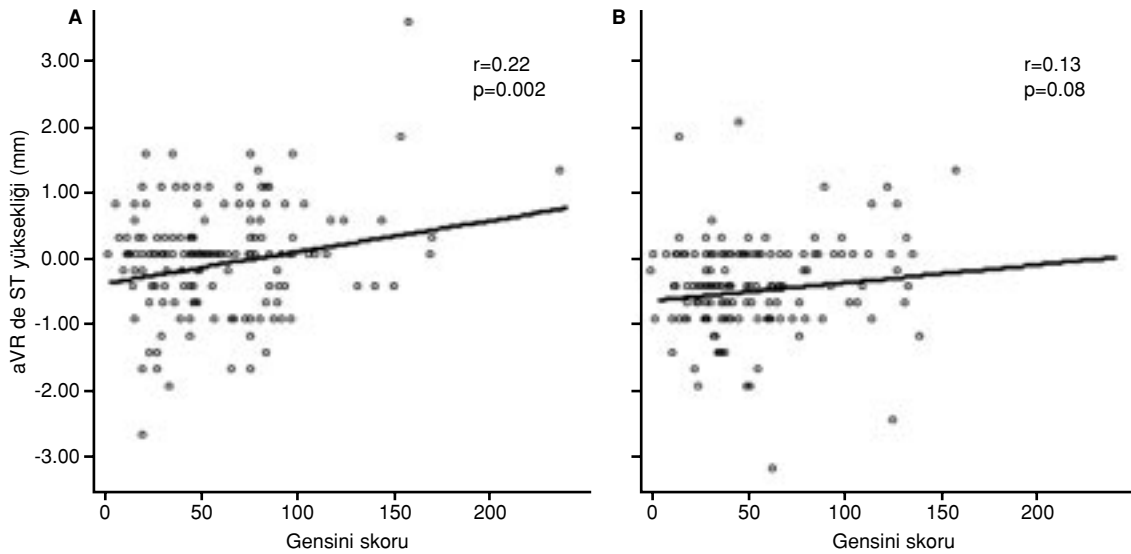 A
B
r=0.22
p=0.002
r=0.13
p=0.08
aVR de ST yüksekliği (mm)
3.00
2.00
1.00
0.00
-1.00
-2.00
-3.00
0 50 100 150 200
0 50 100 150 200
Gensini skoru
Gensini skoru